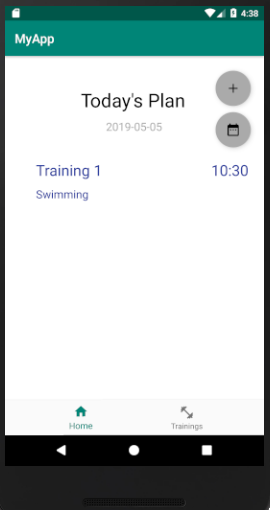 4:38
MyApp
+
Today's Plan
2019-05-05
Training 1 10:30
Swimming
Home Trainings